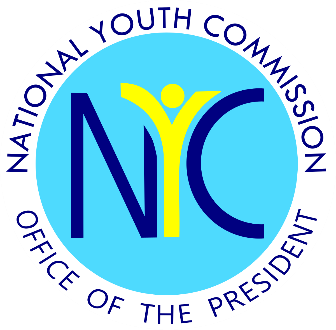 NATIONAL YOUTH COMMISSION
NYC
OFFICE OF THE PRESIDENT